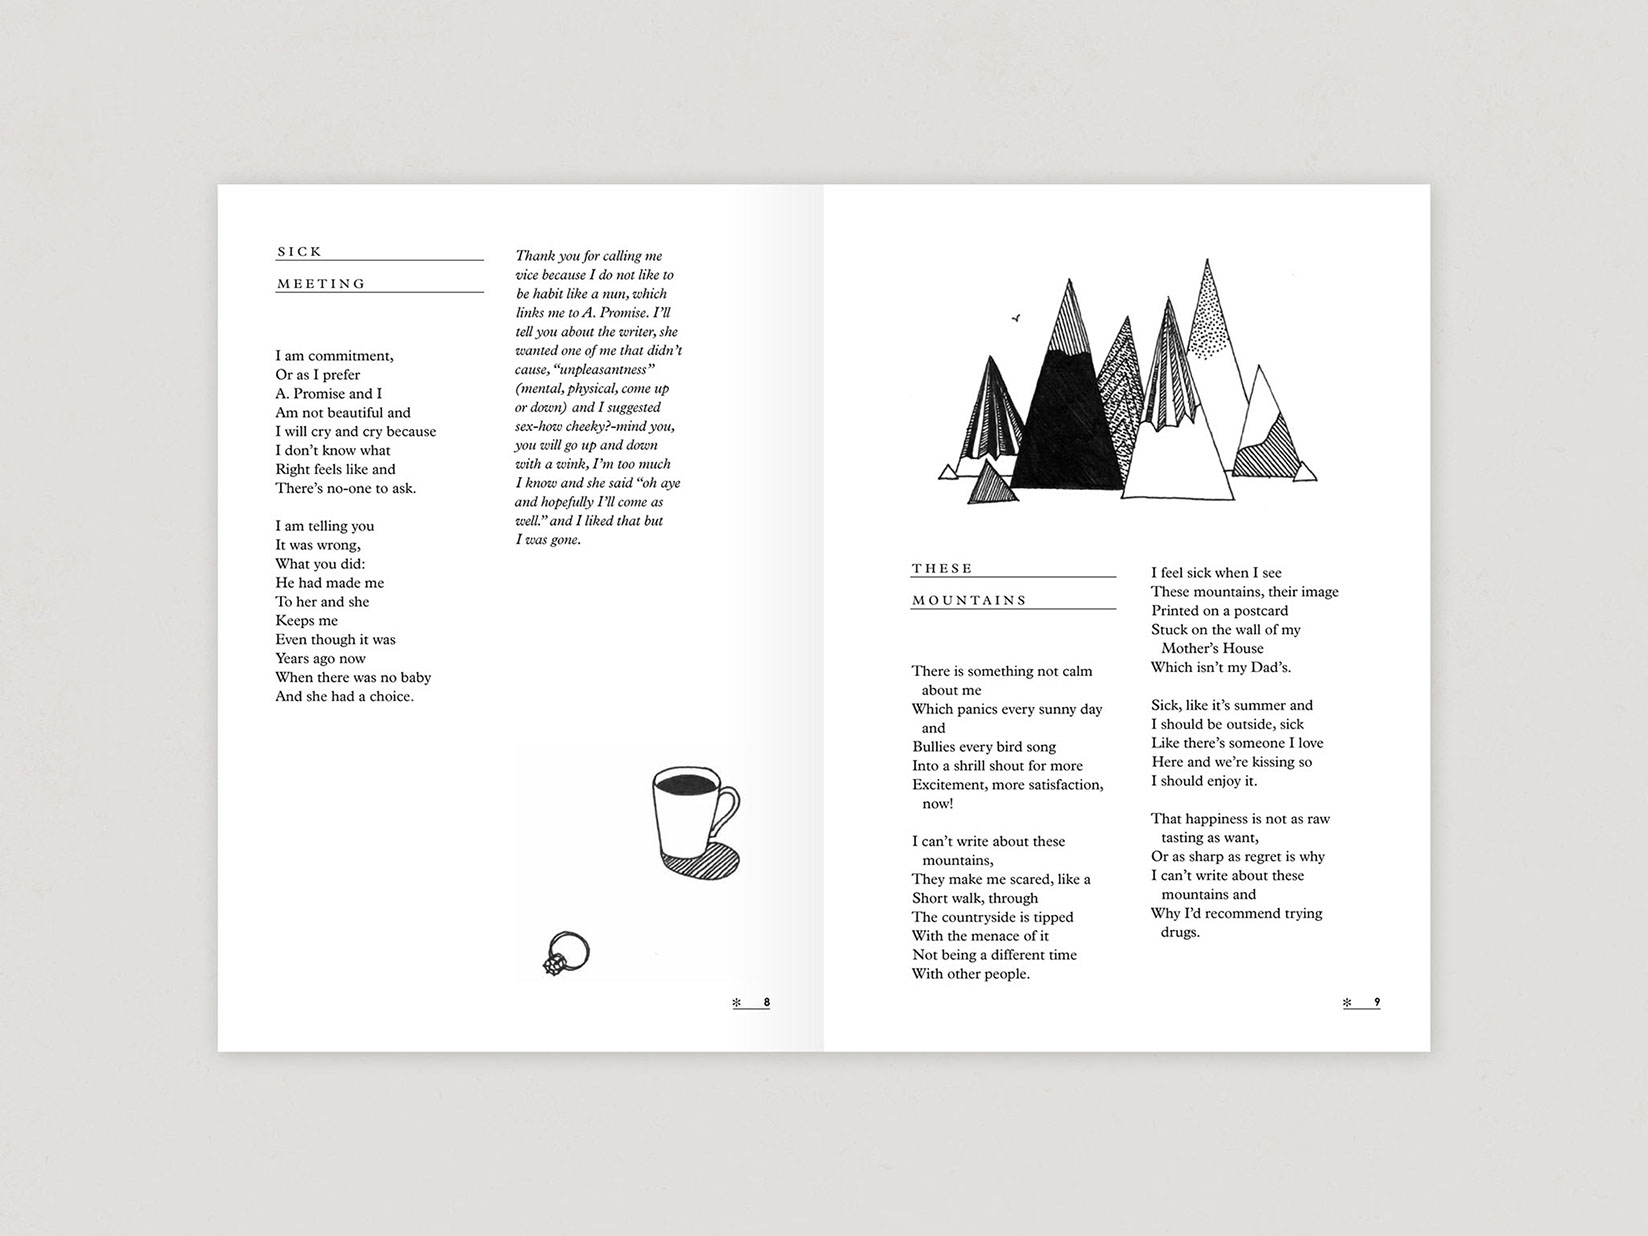 SICK
MEETING
I am commitment,
Or as I prefer
A. Promise and I
Am not beautiful and
I will cry and cry because
I don’t know what
Right feels like and
There’s no-one to ask.
I am telling you
It was wrong,
What you did:
He had made me
To her and she
Keeps me
Even though it was
Years ago now
When there was no baby
And she had a choice.
Thank you for calling me
vice because I do not like to
be habit like a nun, which
links me to A. Promise. I’ll
tell you about the writer, she
wanted one of me that didn’t
cause, “unpleasantness”
(mental, physical, come up
or down) and I suggested
sex-how cheeky?-mind you,
you will go up and down
with a wink, I’m too much
I know and she said “oh aye
and hopefully I’ll come as
well.” and I liked that but
I was gone.
* 8
THESE
MOUNTAINS
There is something not calm
about me
Which panics every sunny day
and
Bullies every bird song
Into a shrill shout for more
Excitement, more satisfaction,
now!
I can’t write about these
mountains,
They make me scared, like a
Short walk, through
The countryside is tipped
With the menace of it
Not being a different time
With other people.
I feel sick when I see
These mountains, their image
Printed on a postcard
Stuck on the wall of my
Mother’s House
Which isn’t my Dad’s.
Sick, like it’s summer and
I should be outside, sick
Like there’s someone I love
Here and we’re kissing so
I should enjoy it.
That happiness is not as raw
tasting as want,
Or as sharp as regret is why
I can’t write about these
mountains and
Why I’d recommend trying
drugs.
* 9